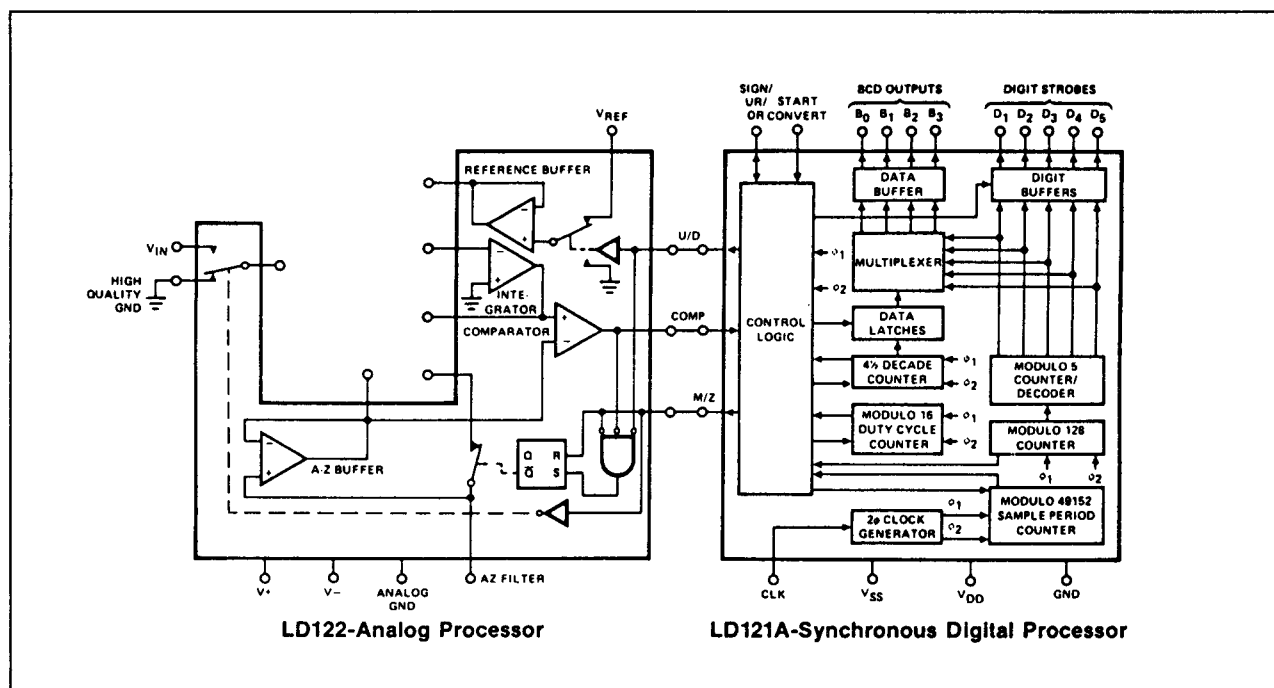 SIGN/
UR/
OR
START
CONVERT
BCD OUTPUTS
B0 B1 B2 B3
DIGIT STROBES
D1 D2 D3 D4 D5
VREF
REFERENCE BUFFER
DATA
BUFFER
DIGIT
BUFFERS
VIN
HIGH
QUALITY
GND
U/D
ϕ1
MULTIPLEXER
ϕ2
INTE-
GRATOR
COMPARATOR
COMP
CONTROL
LOGIC
DATA
LATCHES
4½ DECADE
COUNTER
ϕ1
ϕ2
MODULO 5
COUNTER/
DECODER
M/Z
MODULO 16
DUTY CYCLE
COUNTER
ϕ1
ϕ2
MODULO 128
COUNTER
ϕ1 ϕ2
A-Z BUFFER
Q R
Q̅ S
2ϕ CLOCK
GENERATOR
ϕ1
ϕ2
MODULO 49152
SAMPLE PERIOD
COUNTER
V+
V−
ANALOG
GND
AZ FILTER
CLK
VSS
VDD
GND
+
−
−
+
+
−
−
+
LD122-Analog Processor
LD121A-Synchronous Digital Processor